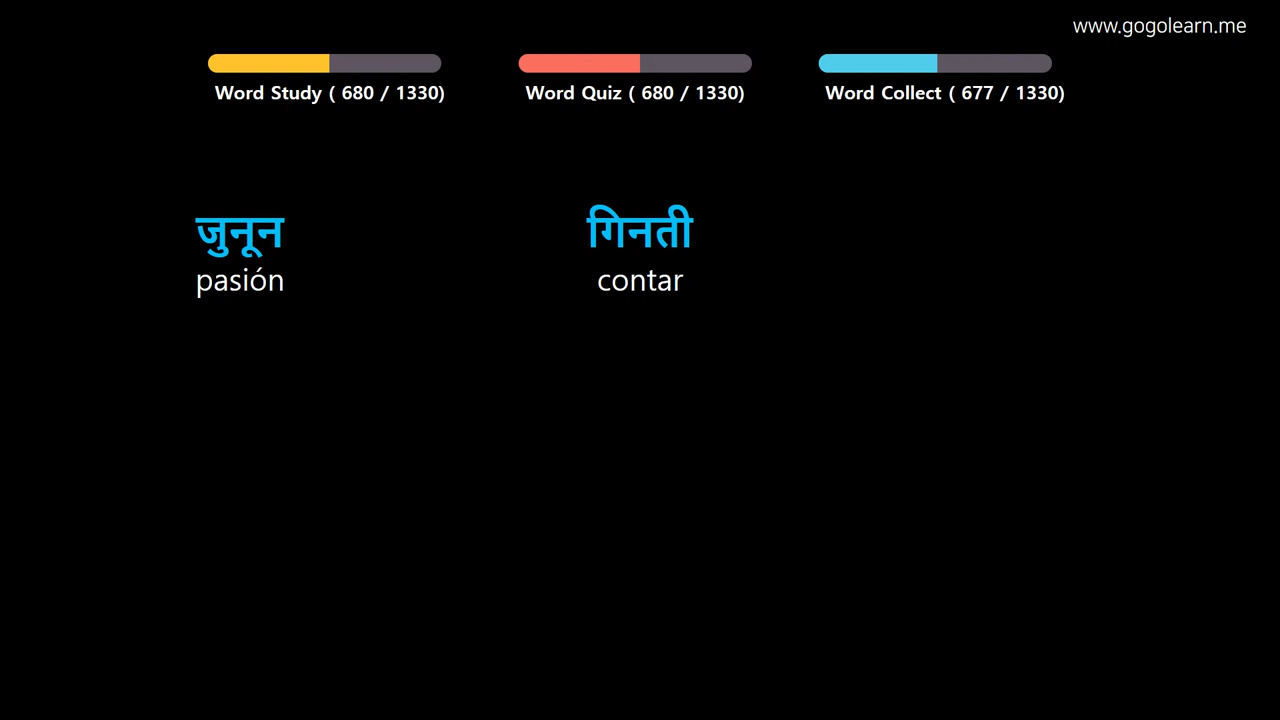 www.gogolearn.me
Word Study ( 680 / 1330)
Word Quiz ( 680 / 1330)
Word Collect ( 677 / 1330)
जुनून
pasión
गिनती
contar